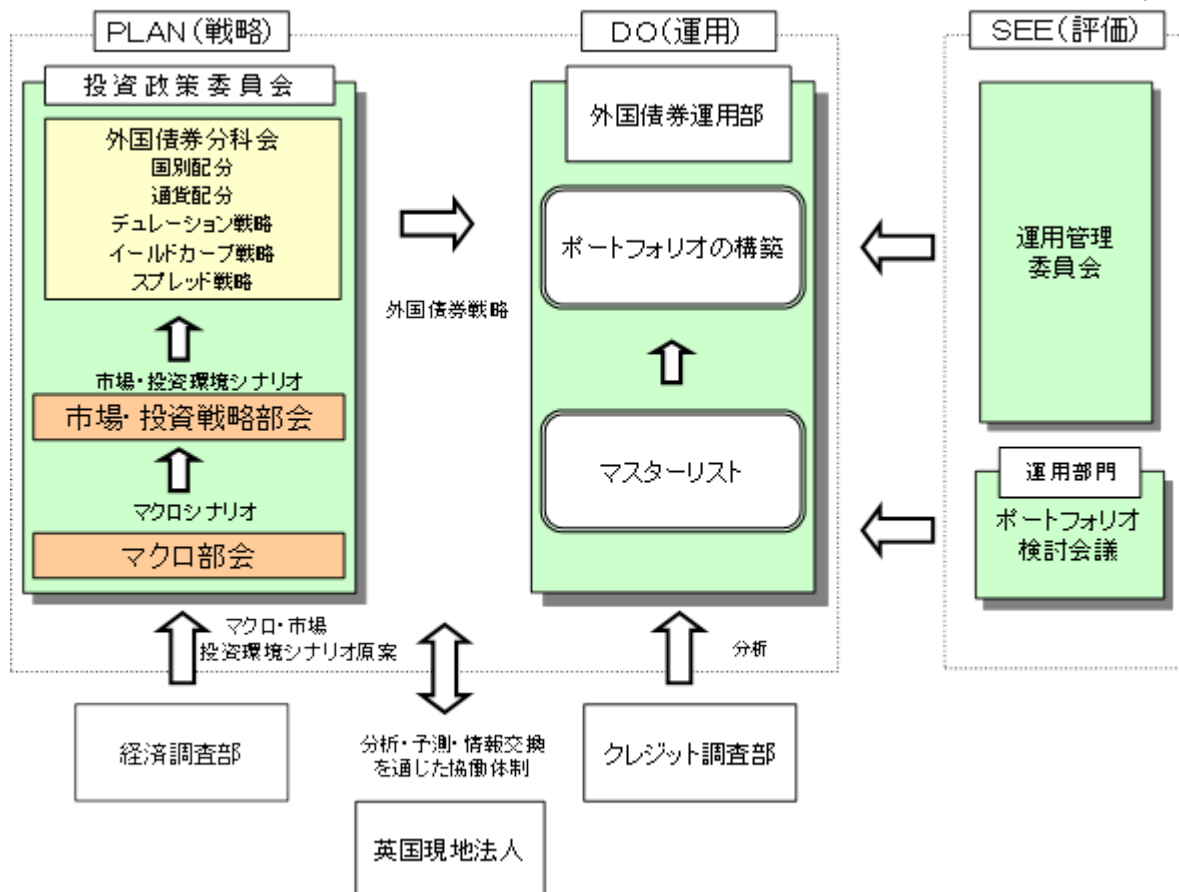 PLAN(戦略)
投資政策委員会
外国債券分科会
国別配分
通貨配分
デュレーション戦略
イールドカーブ戦略
スプレッド戦略
市場・投資環境シナリオ
市場・投資戦略部会
マクロシナリオ
マクロ部会
マクロ・市場
投資環境シナリオ原案
経済調査部
外国債券戦略
分析・予測・情報交換
を通じた協働体制
英国現地法人
DO(運用)
外国債券運用部
ポートフォリオの構築
マスターリスト
分析
クレジット調査部
SEE(評価)
運用管理
委員会
運用部門
ポートフォリオ
検討会議